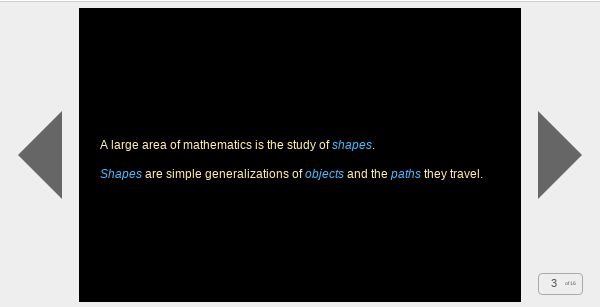 A large area of mathematics is the study of shapes.
Shapes are simple generalizations of objects and the paths they travel.
3 of 16